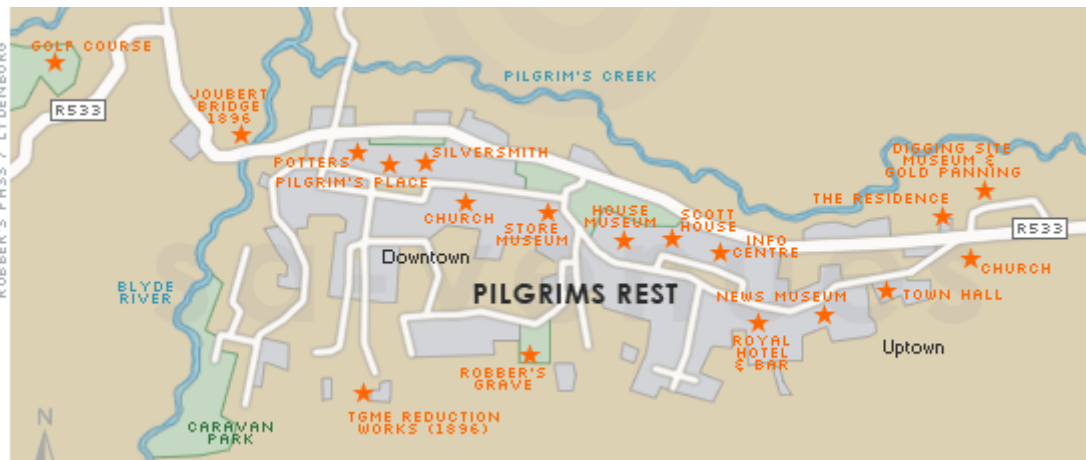 GOLF COURSE
ROBBER'S PASS / LYDENBURG
R533
JOUBERT
BRIDGE
1896
PILGRIM'S CREEK
POTTERS
SILVERSMITH
PILGRIM'S PLACE
CHURCH
STORE
MUSEUM
HOUSE
MUSEUM
SCOTT
HOUSE
INFO
CENTRE
DIGGING SITE
MUSEUM &
GOLD PANNING
THE RESIDENCE
R533
CHURCH
TOWN HALL
NEWS MUSEUM
ROYAL
HOTEL
& BAR
Uptown
Downtown
PILGRIMS REST
BLYDE
RIVER
ROBBER'S
GRAVE
TGME REDUCTION
WORKS (1896)
CARAVAN
PARK
N